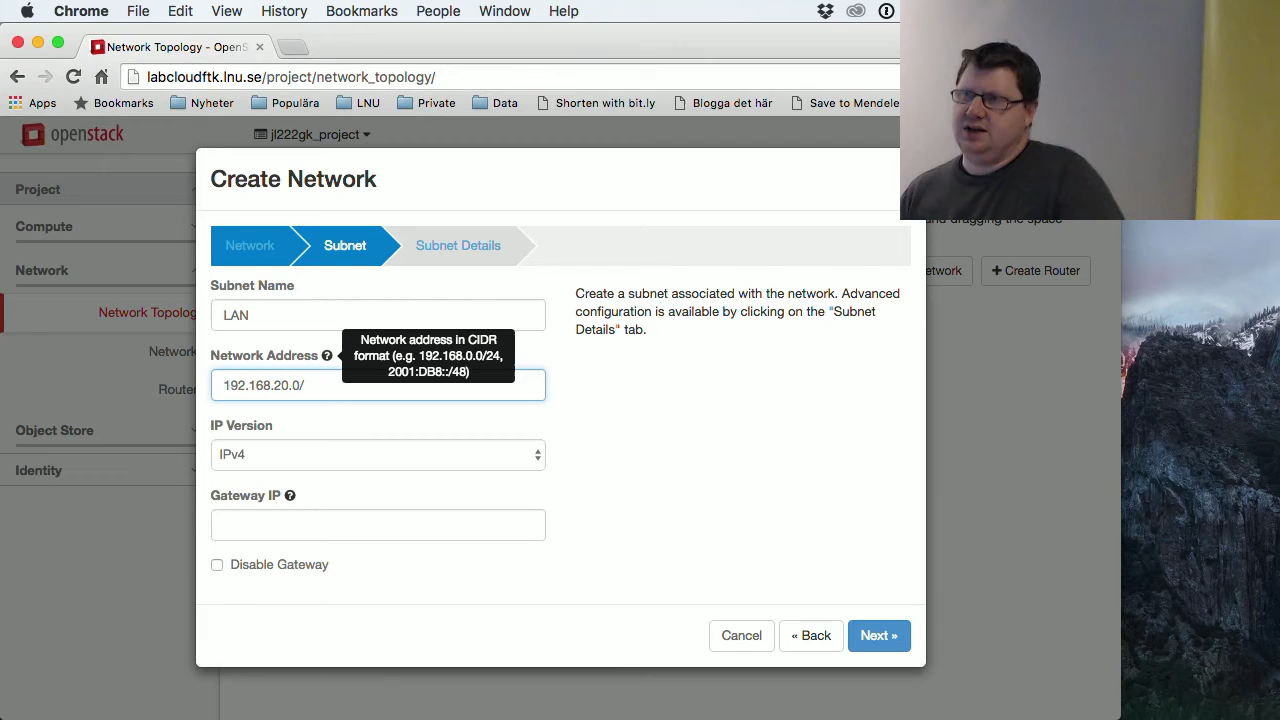 Chrome File Edit View History Bookmarks People Window Help
Network Topology - OpenS
labcloudftk.lnu.se/project/network_topology/
Apps Bookmarks Nyheter Populära LNU Private Data Shorten with bit.ly Blogga det här Save to Mendele
openstack jl222gk_project
Project
Compute
Network
Network Topolog
Network
Router
Object Store
Identity
and dragging the space
etwork + Create Router
Create Network
Network Subnet Subnet Details
Subnet Name
LAN
Network Address
Network address in CIDR
format (e.g. 192.168.0.0/24,
2001:DB8::/48)
192.168.20.0/
IP Version
IPv4
Gateway IP
Disable Gateway
Create a subnet associated with the network. Advanced
configuration is available by clicking on the "Subnet
Details" tab.
Cancel « Back Next »